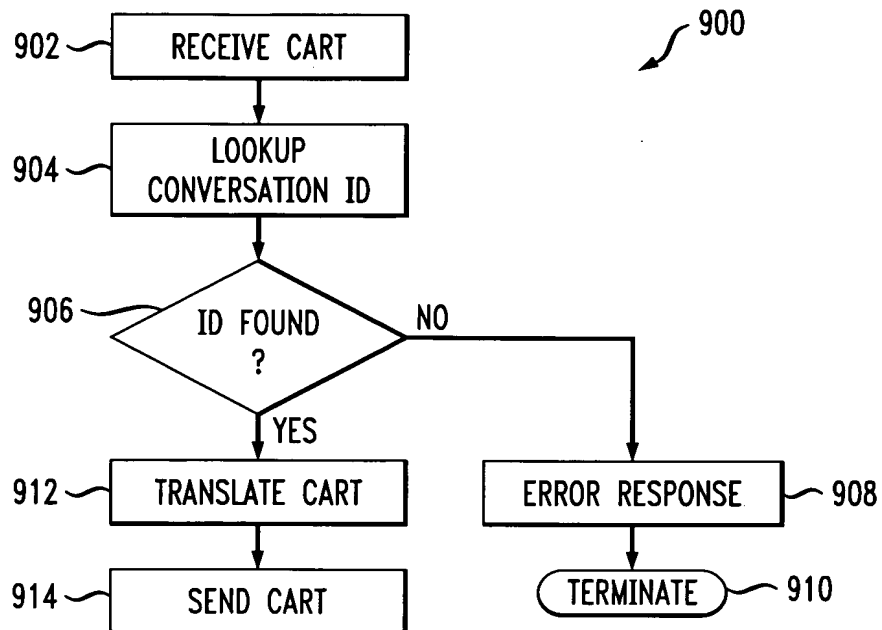 902
RECEIVE CART
900
904
LOOKUP
CONVERSATION ID
906
ID FOUND
?
NO
YES
912
TRANSLATE CART
ERROR RESPONSE
908
914
SEND CART
TERMINATE
910